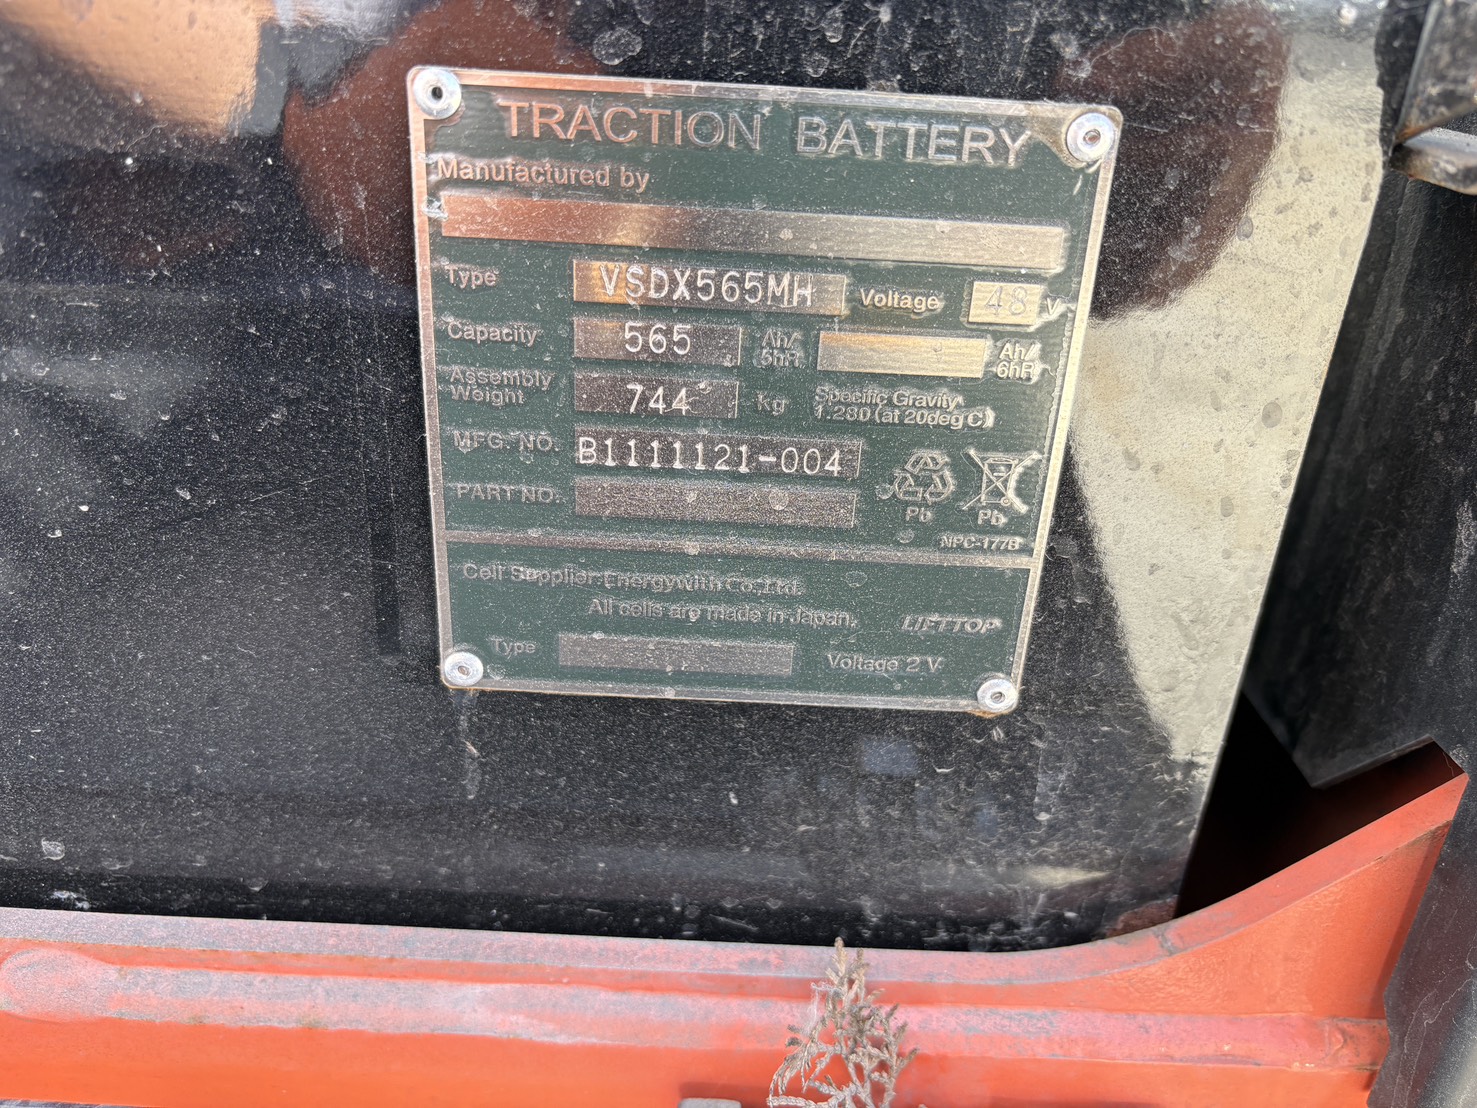 TRACTION BATTERY
Manufactured by
Type VSDX565MH Voltage 48 V
Capacity 565 Ah/5hR Ah/6hR
Assembly Weight 744 Kg Specific Gravity
1.280 (at 20deg C)
MFG. NO. B1111121-004
PART NO.
Pb Pb
NPC-177B
Cell Supplier: Energywith Co.,Ltd.
All cells are made in Japan. LIFTTOP
Type Voltage 2 V